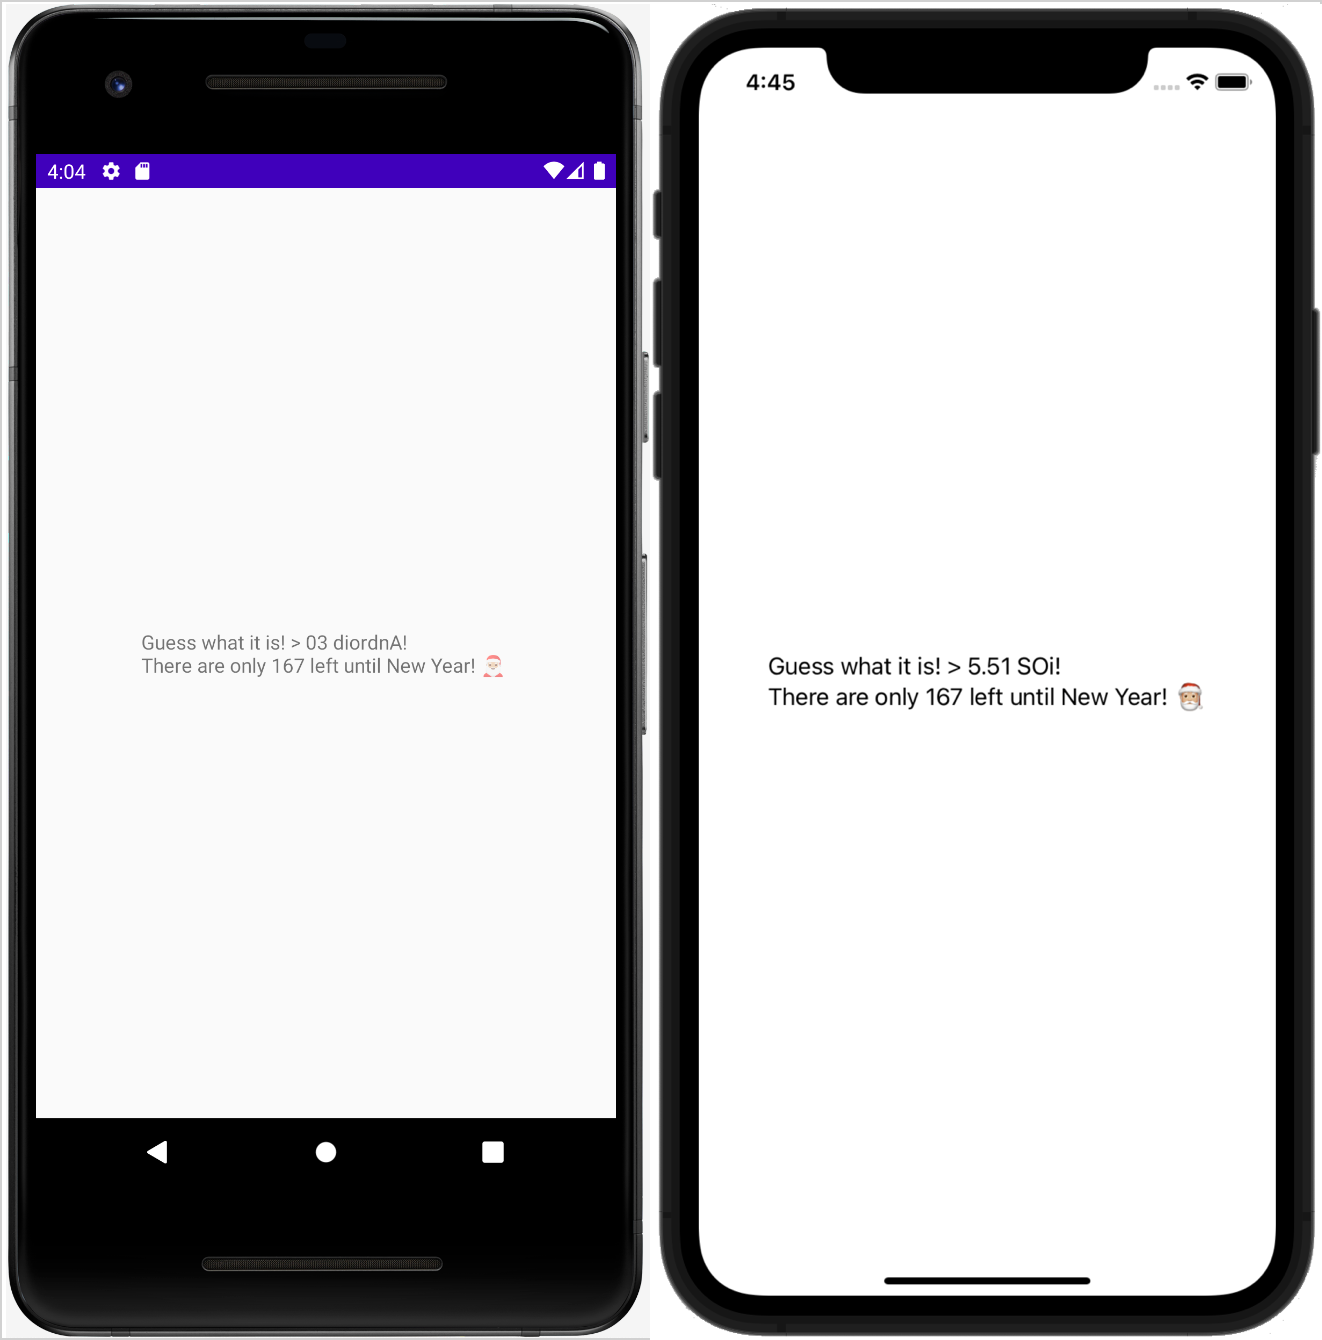 4:04
Guess what it is! > 03 diordnA!
There are only 167 left until New Year! 🎅🏻
4:45
Guess what it is! > 5.51 SOi!
There are only 167 left until New Year! 🎅🏼